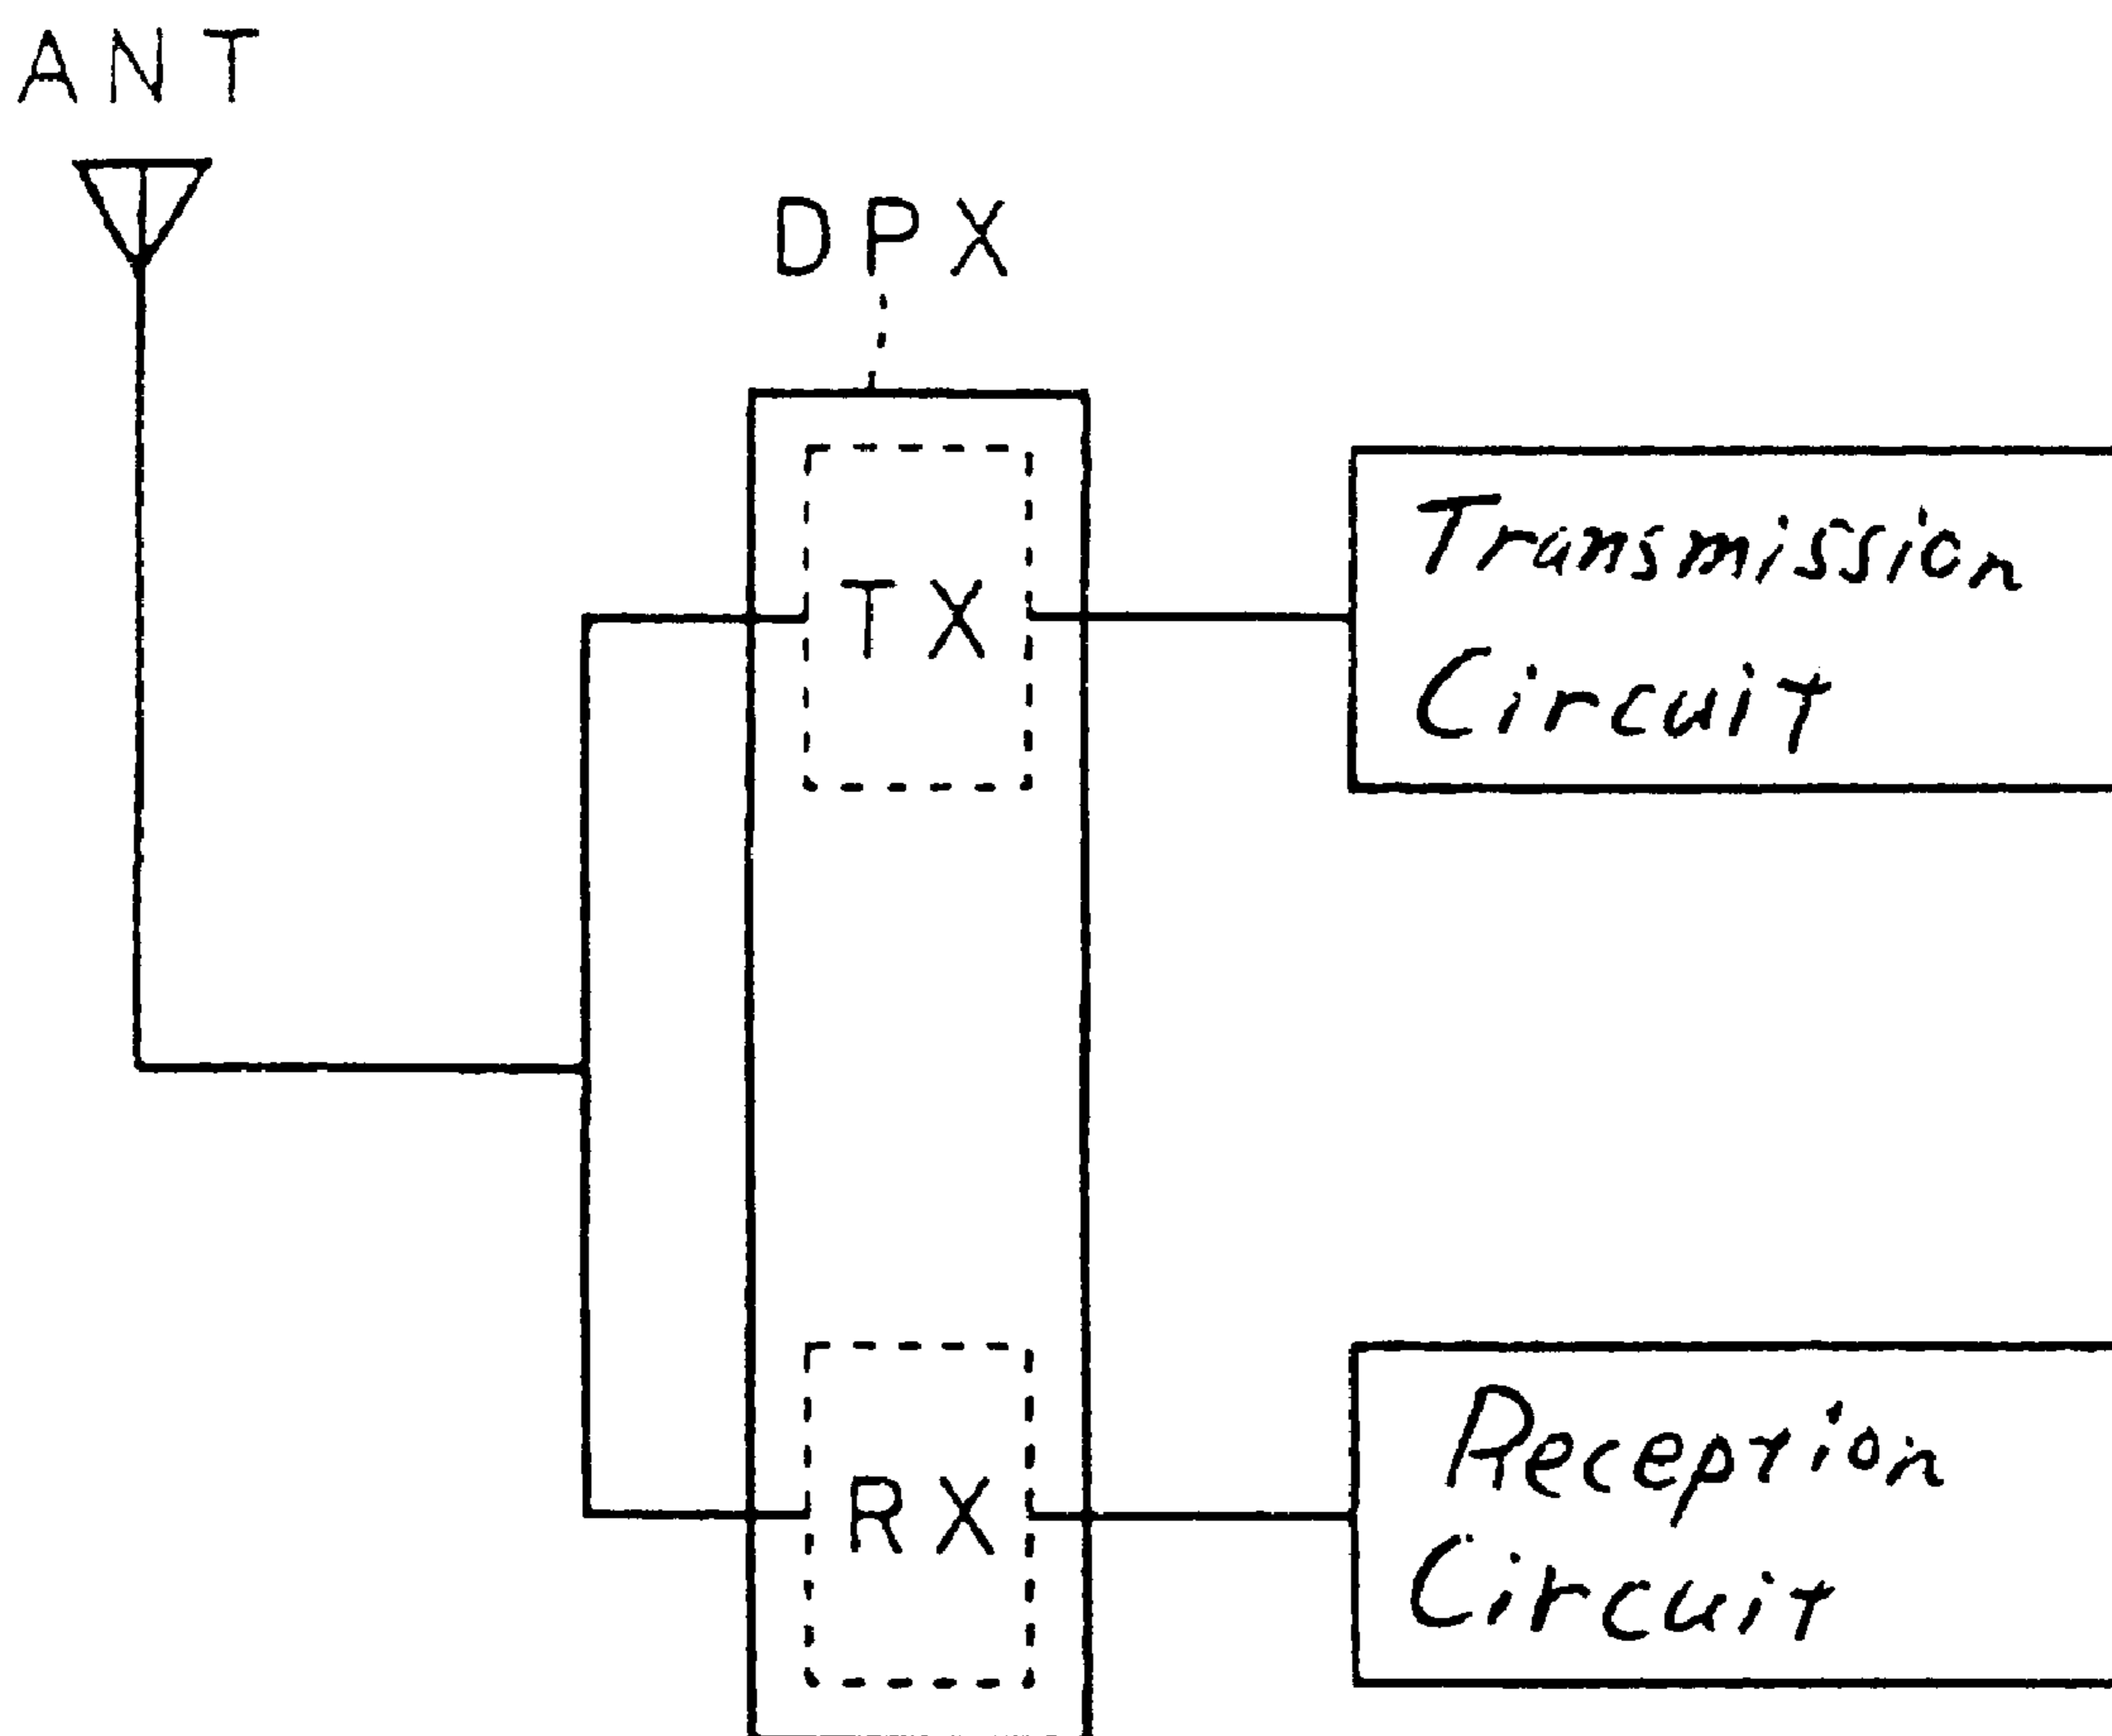 ANT
DPX
TX
Transmission
Circuit
RX
Reception
Circuit